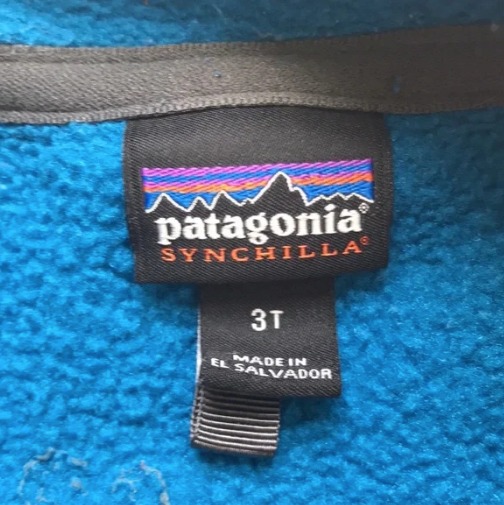 patagonia®
SYNCHILLA®
3T
MADE IN
EL SALVADOR